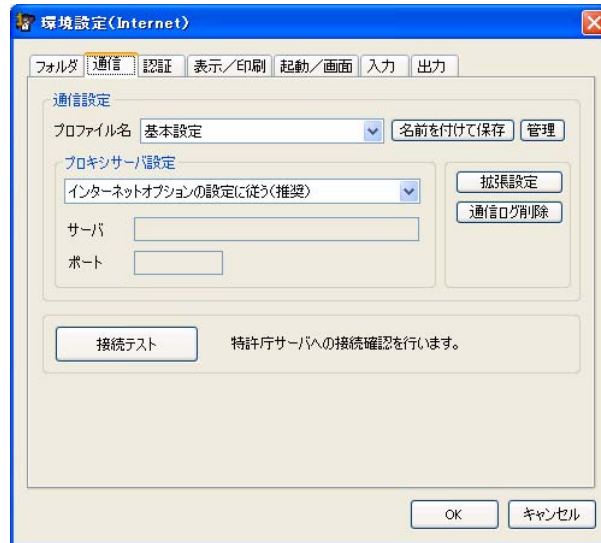 環境設定(Internet)
フォルダ 通信 認証 表示／印刷 起動／画面 入力 出力
通信設定
プロファイル名 基本設定 名前を付けて保存 管理
プロキシサーバ設定
インターネットオプションの設定に従う(推奨) 拡張設定
通信ログ削除
サーバ
ポート
接続テスト 特許庁サーバへの接続確認を行います。
OK キャンセル